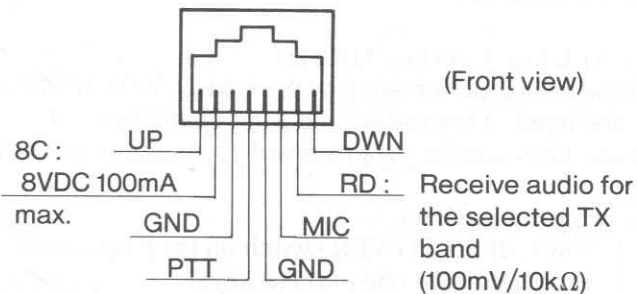 (Front view)
UP
DWN
8C :
8VDC 100mA
max.
RD : Receive audio for
the selected TX
band
(100mV/10kΩ)
GND
MIC
PTT
GND